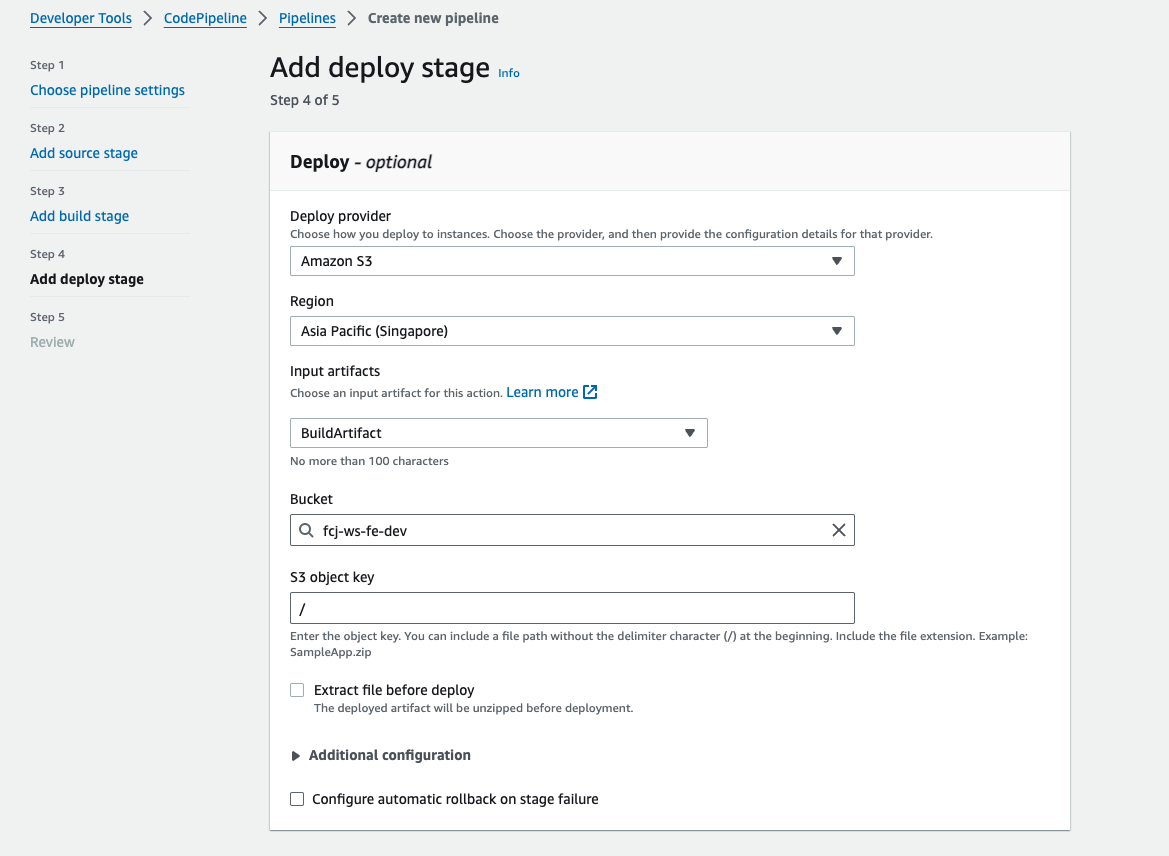 Developer Tools > CodePipeline > Pipelines > Create new pipeline
Step 1
Choose pipeline settings
Step 2
Add source stage
Step 3
Add build stage
Step 4
Add deploy stage
Step 5
Review
Add deploy stage Info
Step 4 of 5
Deploy - optional
Deploy provider
Choose how you deploy to instances. Choose the provider, and then provide the configuration details for that provider.
Amazon S3
Region
Asia Pacific (Singapore)
Input artifacts
Choose an input artifact for this action. Learn more
BuildArtifact
No more than 100 characters
Bucket
fcj-ws-fe-dev
S3 object key
/
Enter the object key. You can include a file path without the delimiter character (/) at the beginning. Include the file extension. Example:
SampleApp.zip
Extract file before deploy
The deployed artifact will be unzipped before deployment.
Additional configuration
Configure automatic rollback on stage failure